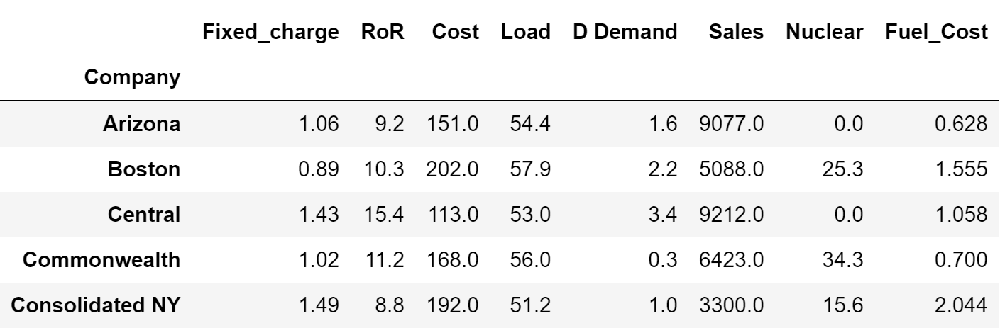 Fixed_charge RoR Cost Load D Demand Sales Nuclear Fuel_Cost
Company
Arizona 1.06 9.2 151.0 54.4 1.6 9077.0 0.0 0.628
Boston 0.89 10.3 202.0 57.9 2.2 5088.0 25.3 1.555
Central 1.43 15.4 113.0 53.0 3.4 9212.0 0.0 1.058
Commonwealth 1.02 11.2 168.0 56.0 0.3 6423.0 34.3 0.700
Consolidated NY 1.49 8.8 192.0 51.2 1.0 3300.0 15.6 2.044